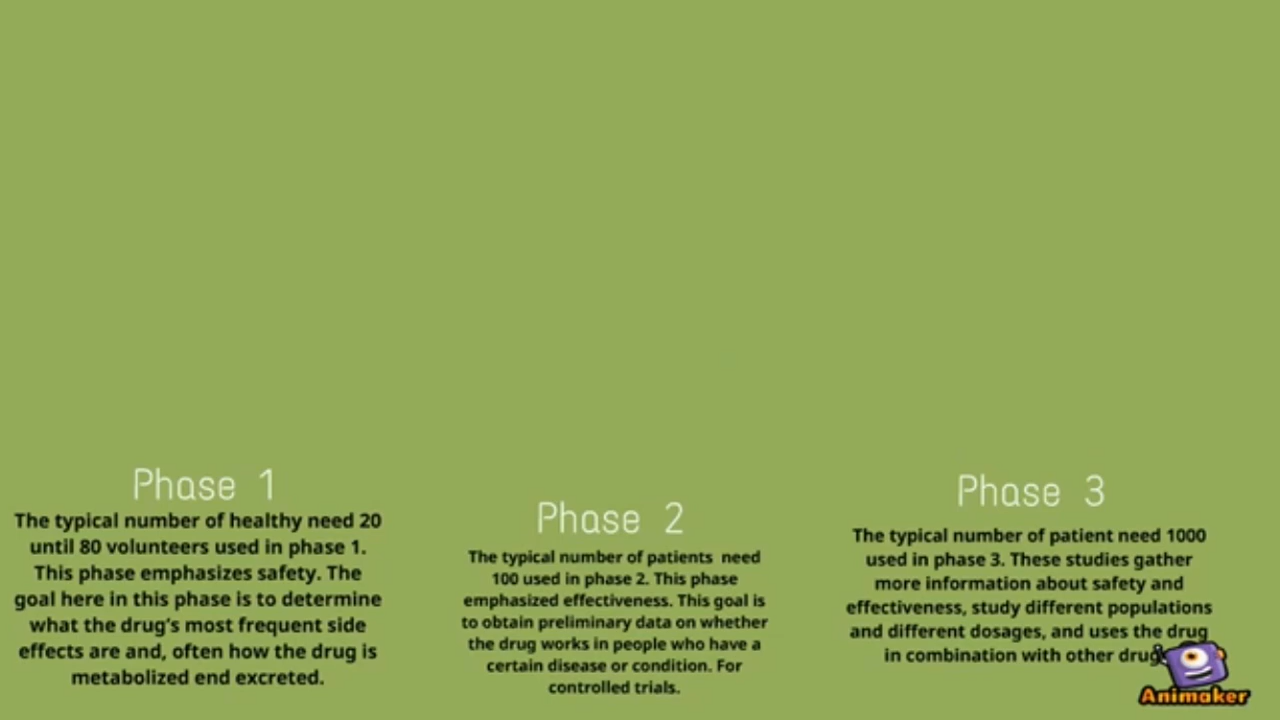 Phase 1
The typical number of healthy need 20
until 80 volunteers used in phase 1.
This phase emphasizes safety. The
goal here in this phase is to determine
what the drug's most frequent side
effects are and, often how the drug is
metabolized end excreted.
Phase 2
The typical number of patients need
100 used in phase 2. This phase
emphasized effectiveness. This goal is
to obtain preliminary data on whether
the drug works in people who have a
certain disease or condition. For
controlled trials.
Phase 3
The typical number of patient need 1000
used in phase 3. These studies gather
more information about safety and
effectiveness, study different populations
and different dosages, and uses the drug
in combination with other
Animaker